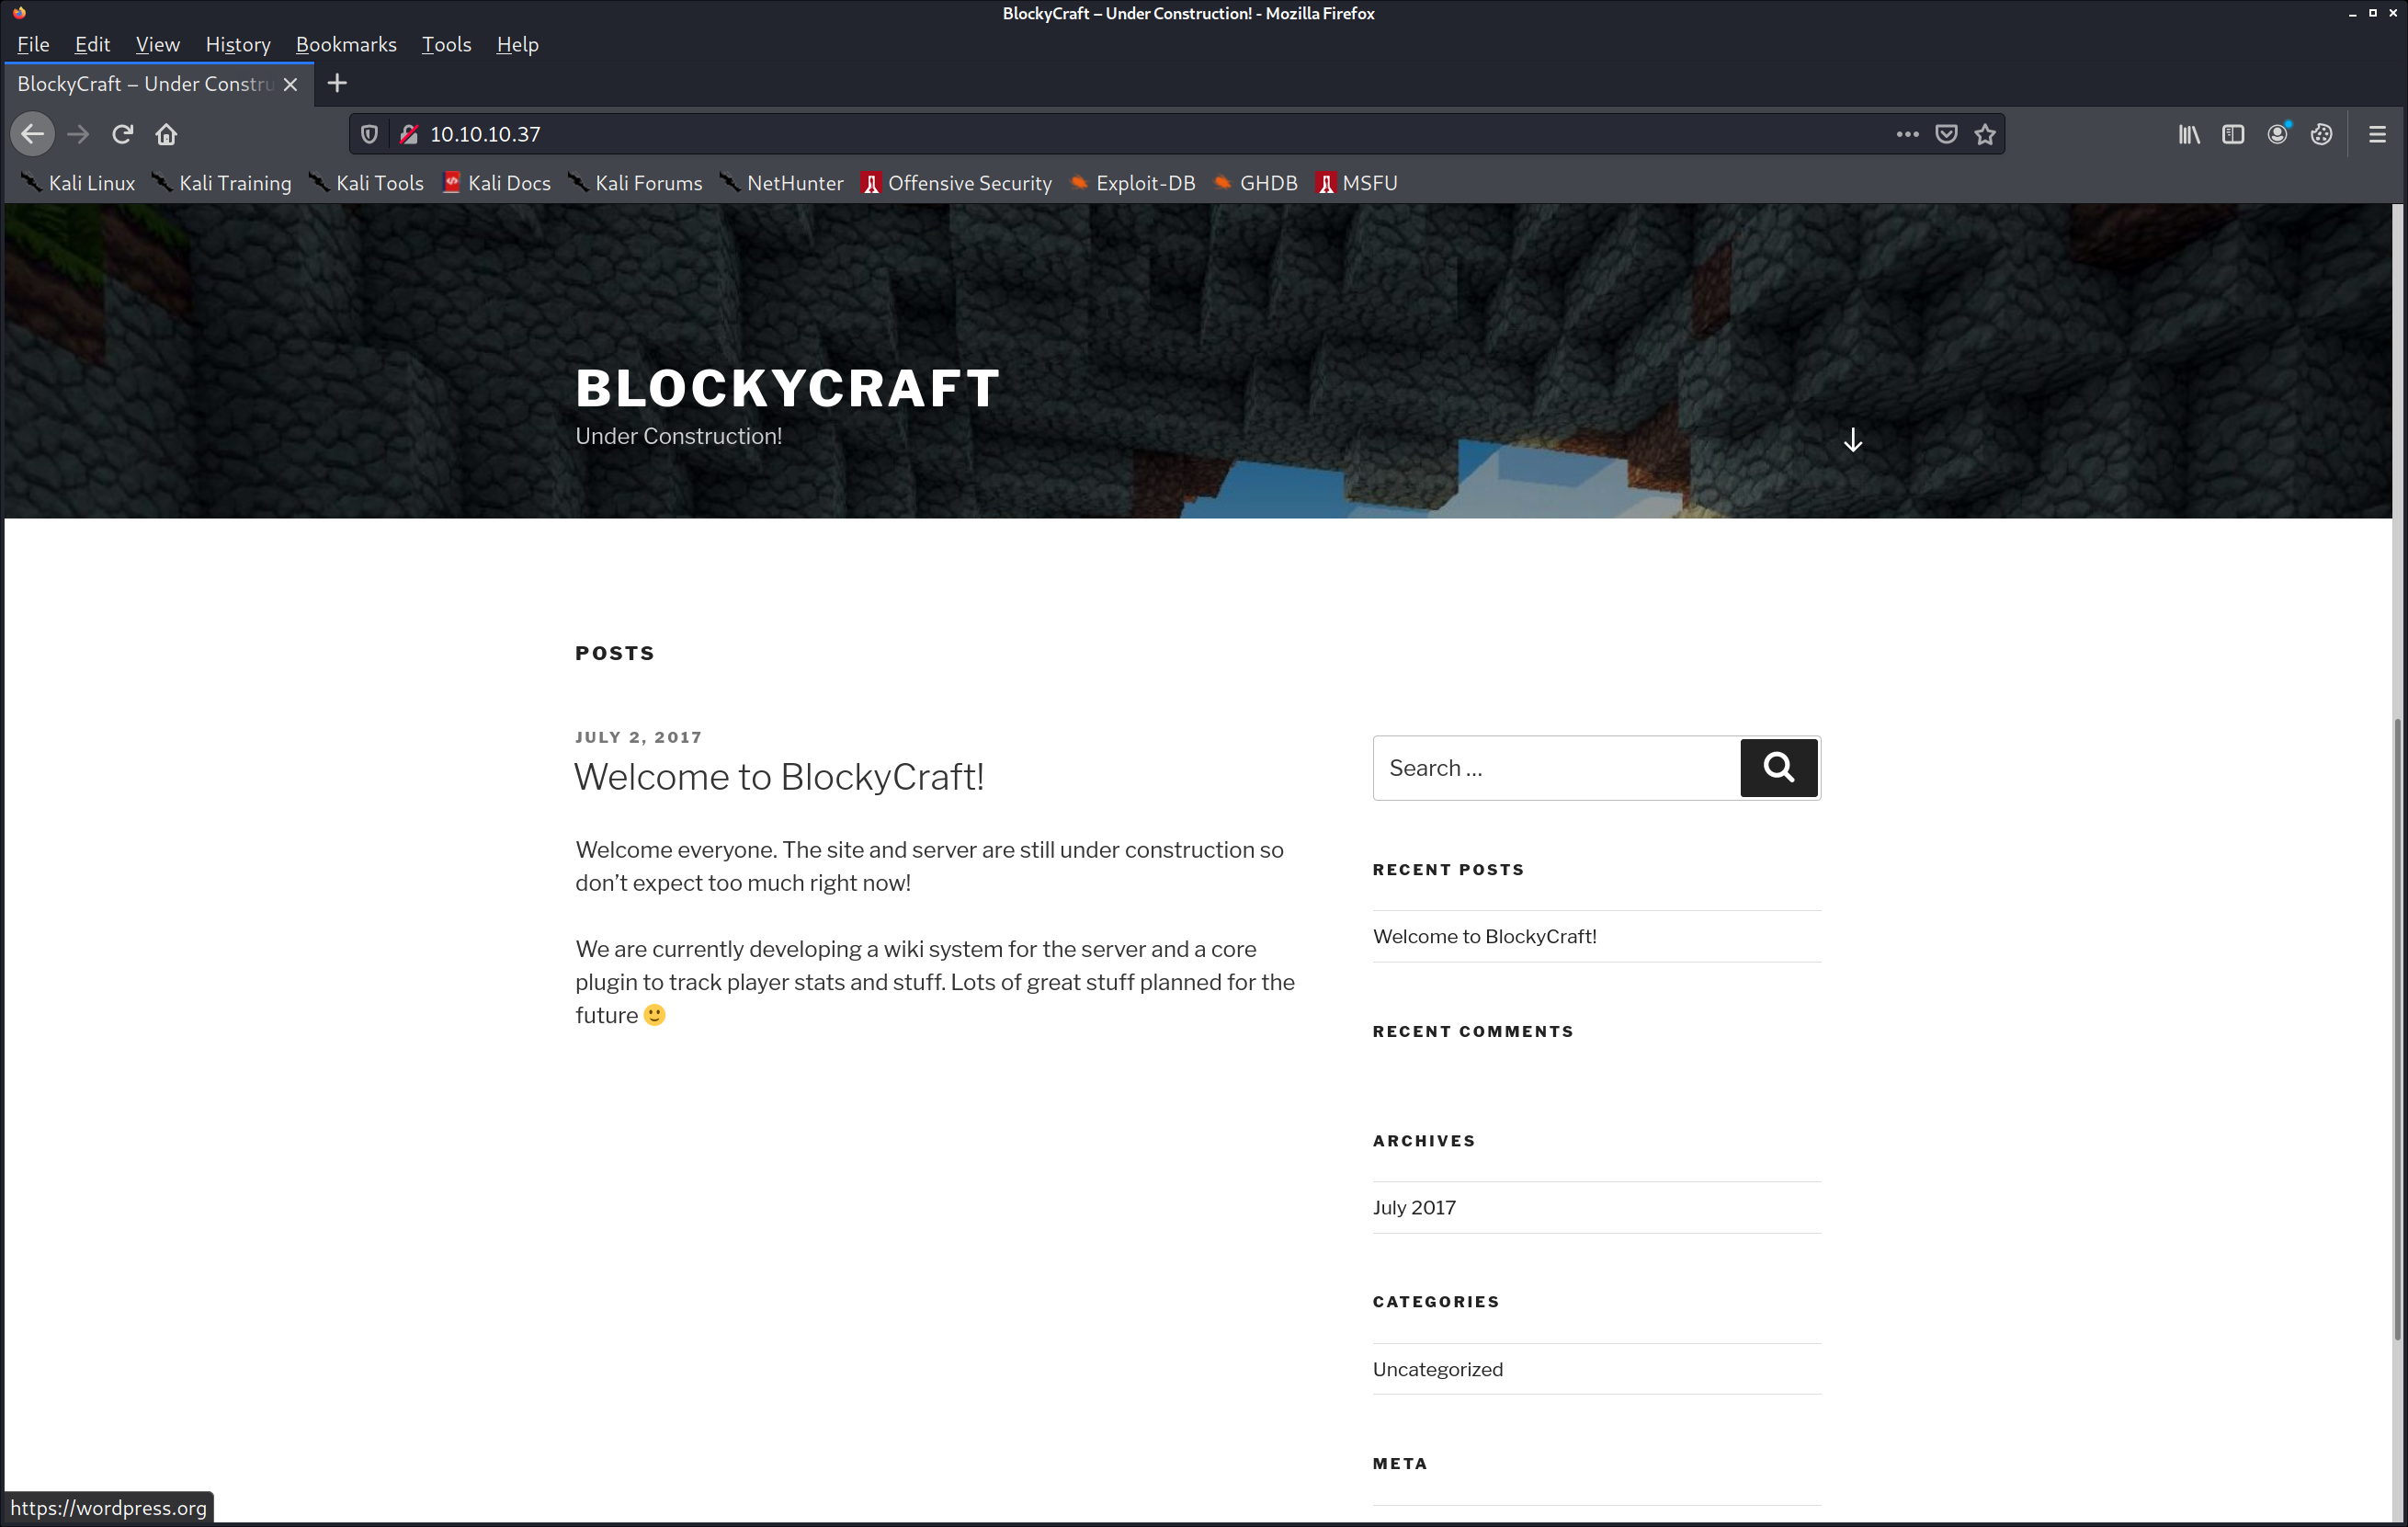 BlockyCraft – Under Construction! - Mozilla Firefox
File Edit View History Bookmarks Tools Help
BlockyCraft – Under Constru
10.10.10.37
Kali Linux Kali Training Kali Tools Kali Docs Kali Forums NetHunter Offensive Security Exploit-DB GHDB MSFU
BLOCKYCRAFT
Under Construction!
POSTS
JULY 2, 2017
Welcome to BlockyCraft!
Welcome everyone. The site and server are still under construction so
don’t expect too much right now!
We are currently developing a wiki system for the server and a core
plugin to track player stats and stuff. Lots of great stuff planned for the
future 🙂
Search …
RECENT POSTS
Welcome to BlockyCraft!
RECENT COMMENTS
ARCHIVES
July 2017
CATEGORIES
Uncategorized
META
https://wordpress.org